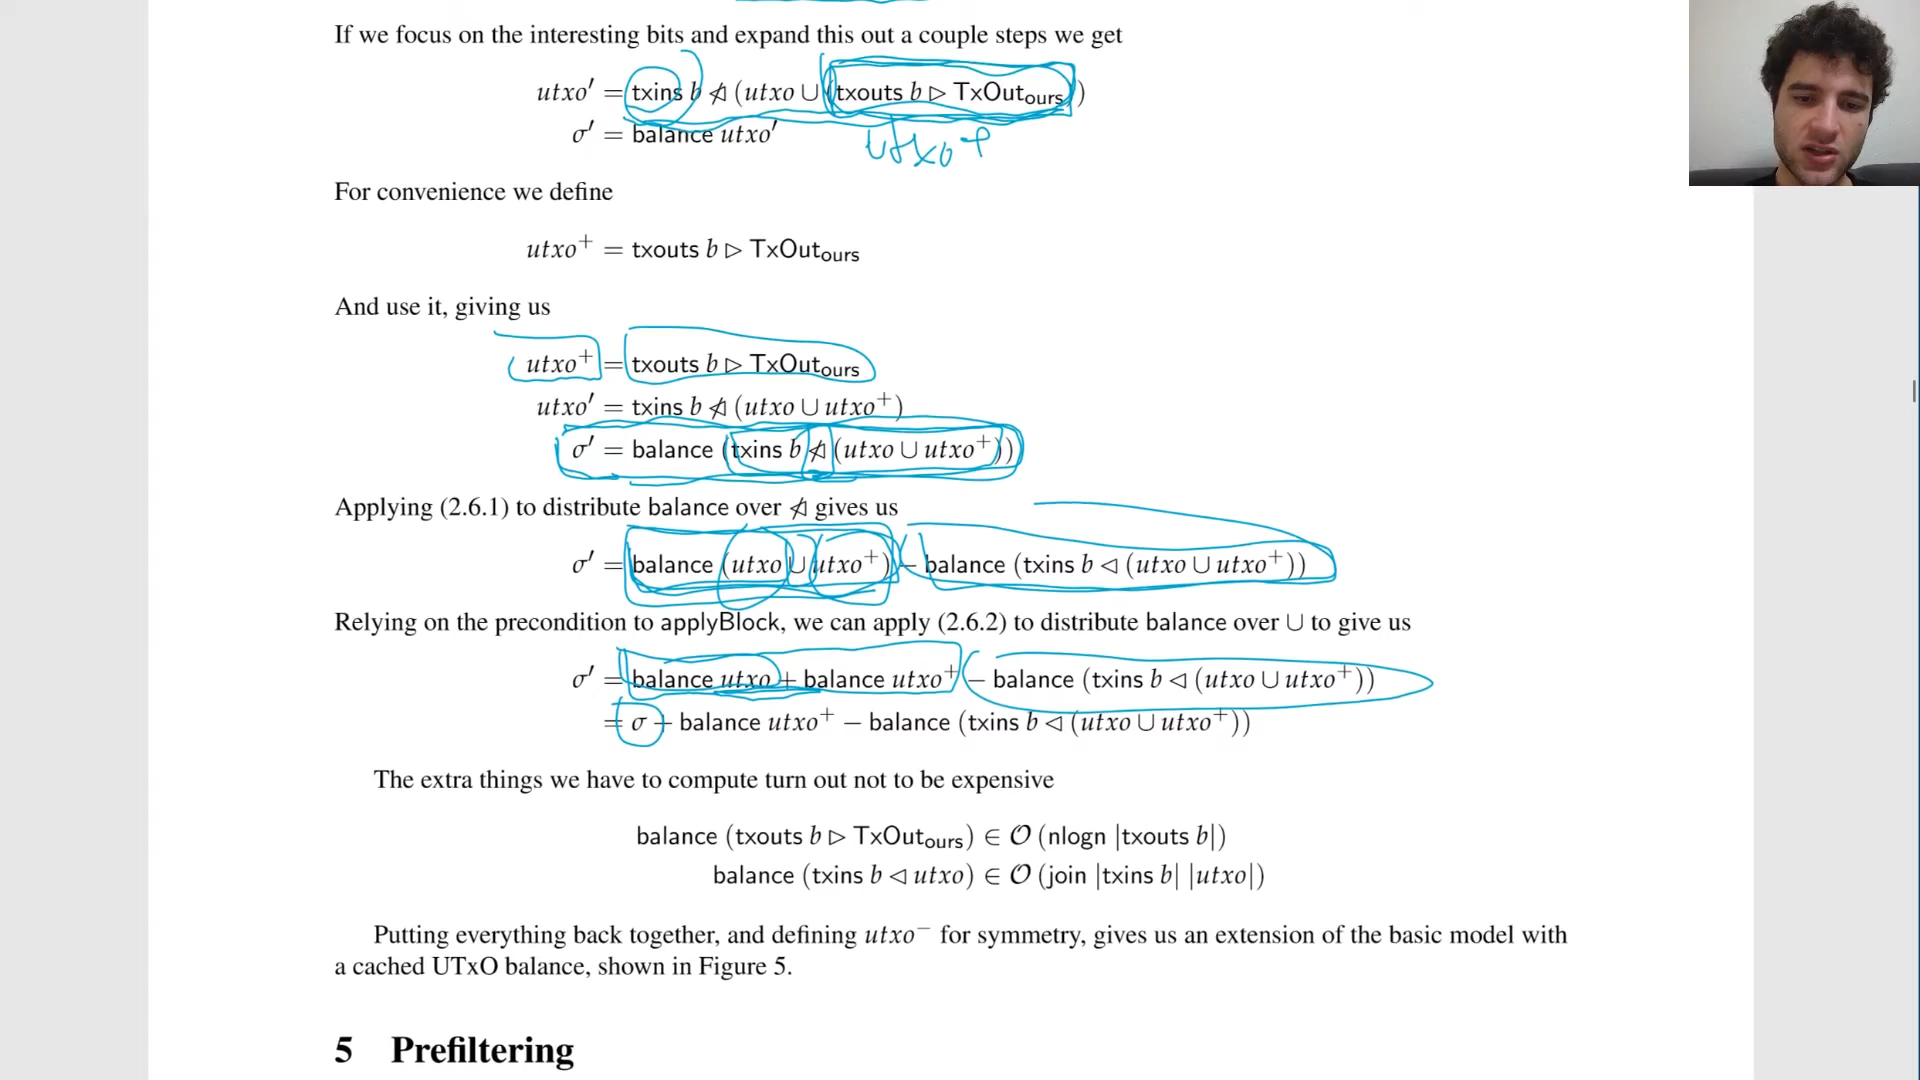 If we focus on the interesting bits and expand this out a couple steps we get
utxo′ = txins b ⋪ (utxo ∪ (txouts b ▷ TxOut_ours))
σ′ = balance utxo′
utxo+
For convenience we define
utxo⁺ = txouts b ▷ TxOut_ours
And use it, giving us
utxo⁺ = txouts b ▷ TxOut_ours
utxo′ = txins b ⋪ (utxo ∪ utxo⁺)
σ′ = balance (txins b ⋪ (utxo ∪ utxo⁺))
Applying (2.6.1) to distribute balance over ⋪ gives us
σ′ = balance (utxo ∪ utxo⁺) − balance (txins b ◁ (utxo ∪ utxo⁺))
Relying on the precondition to applyBlock, we can apply (2.6.2) to distribute balance over ∪ to give us
σ′ = balance utxo + balance utxo⁺ − balance (txins b ◁ (utxo ∪ utxo⁺))
= σ + balance utxo⁺ − balance (txins b ◁ (utxo ∪ utxo⁺))
The extra things we have to compute turn out not to be expensive
balance (txouts b ▷ TxOut_ours) ∈ 𝒪 (nlogn |txouts b|)
balance (txins b ◁ utxo) ∈ 𝒪 (join |txins b| |utxo|)
Putting everything back together, and defining utxo⁻ for symmetry, gives us an extension of the basic model with
a cached UTxO balance, shown in Figure 5.
5 Prefiltering